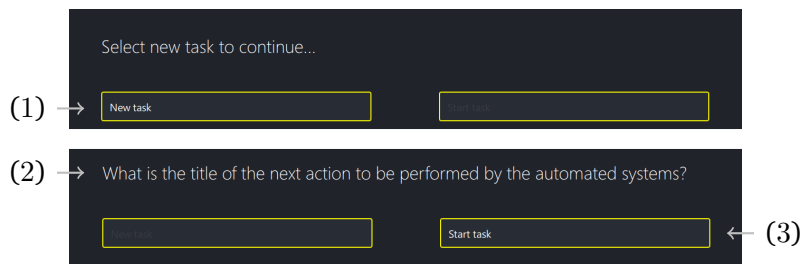 Select new task to continue...
(1) New task Start task
(2) What is the title of the next action to be performed by the automated systems?
New task Start task (3)